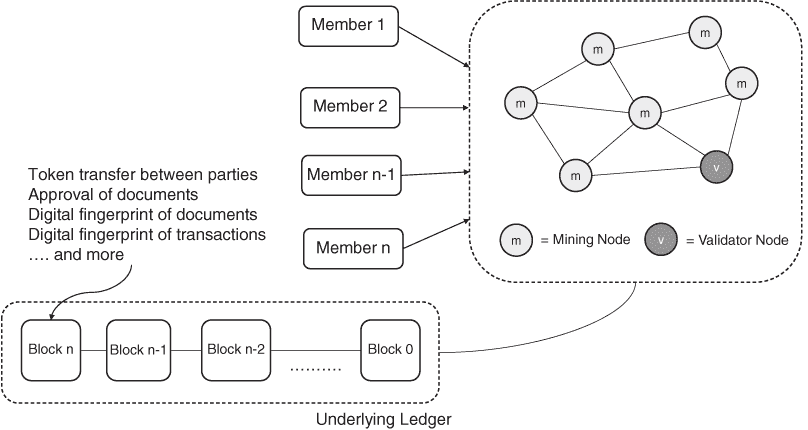 Member 1
Member 2
Member n-1
Member n
m
m
m
m
m
m
v
m = Mining Node
v = Validator Node
Token transfer between parties
Approval of documents
Digital fingerprint of documents
Digital fingerprint of transactions
.... and more
Block n
Block n-1
Block n-2
..........
Block 0
Underlying Ledger